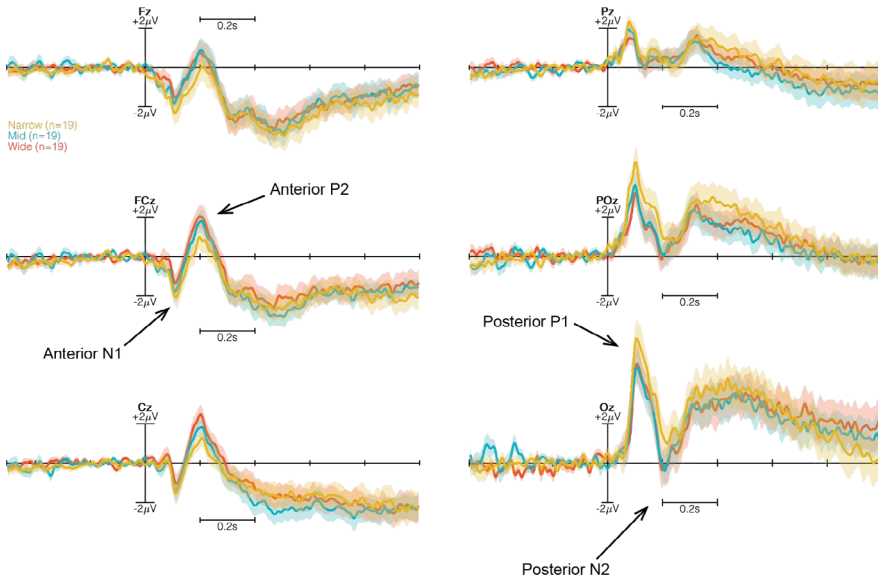 Fz
+2μV
0.2s
-2μV
Narrow (n=19)
Mid (n=19)
Wide (n=19)
Pz
+2μV
-2μV
0.2s
FCz
+2μV
Anterior P2
-2μV
0.2s
Anterior N1
POz
+2μV
-2μV
0.2s
Posterior P1
Cz
+2μV
-2μV
0.2s
Oz
+2μV
-2μV
0.2s
Posterior N2